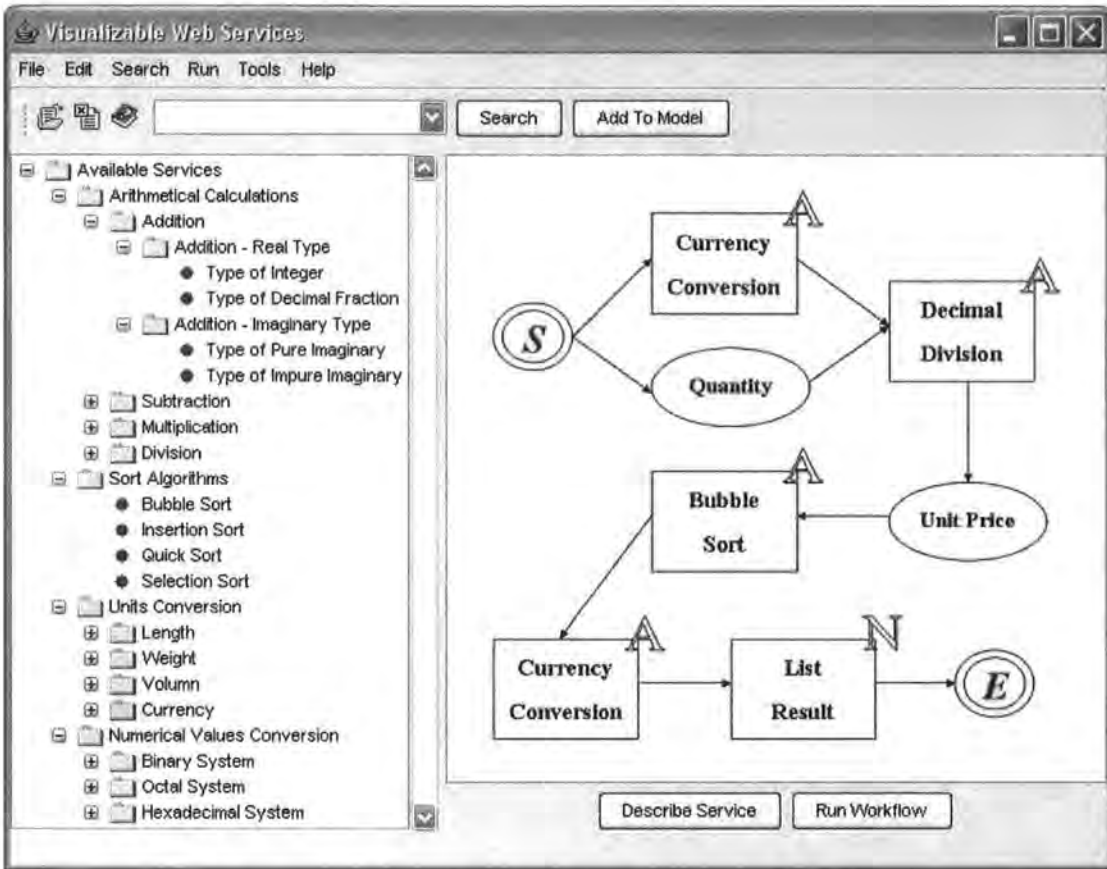 Visualizable Web Services
File Edit Search Run Tools Help
Search Add To Model
Available Services
Arithmetical Calculations
Addition
Addition - Real Type
Type of Integer
Type of Decimal Fraction
Addition - Imaginary Type
Type of Pure Imaginary
Type of Impure Imaginary
Subtraction
Multiplication
Division
Sort Algorithms
Bubble Sort
Insertion Sort
Quick Sort
Selection Sort
Units Conversion
Length
Weight
Volumn
Currency
Numerical Values Conversion
Binary System
Octal System
Hexadecimal System
A
Currency
Conversion
S
Quantity
A
Decimal
Division
Unit Price
A
Bubble
Sort
A
Currency
Conversion
N
List
Result
E
Describe Service Run Workflow